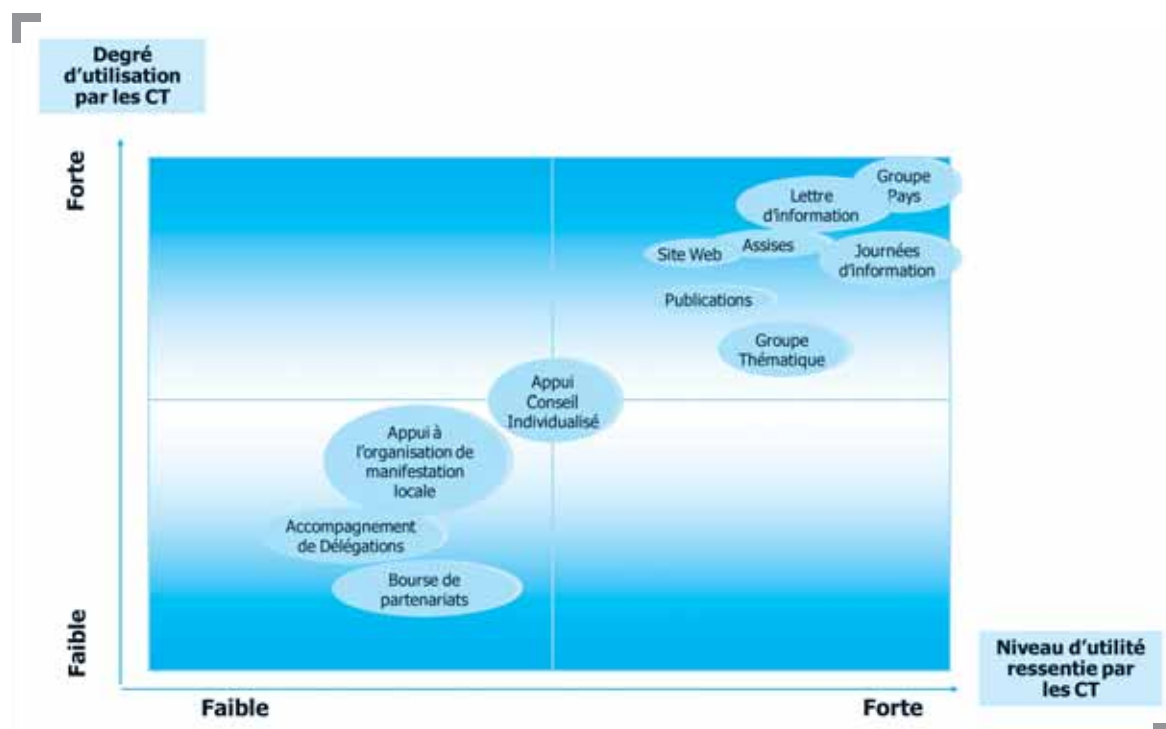 Degré
d'utilisation
par les CT
Forte
Groupe
Pays
Lettre
d'information
Site Web
Assises
Journées
d'information
Publications
Groupe
Thématique
Appui
Conseil
Individualisé
Appui à
l'organisation de
manifestation
locale
Accompagnement
de Délégations
Bourse de
partenariats
Faible
Niveau d'utilité
ressentie par
les CT
Faible
Forte